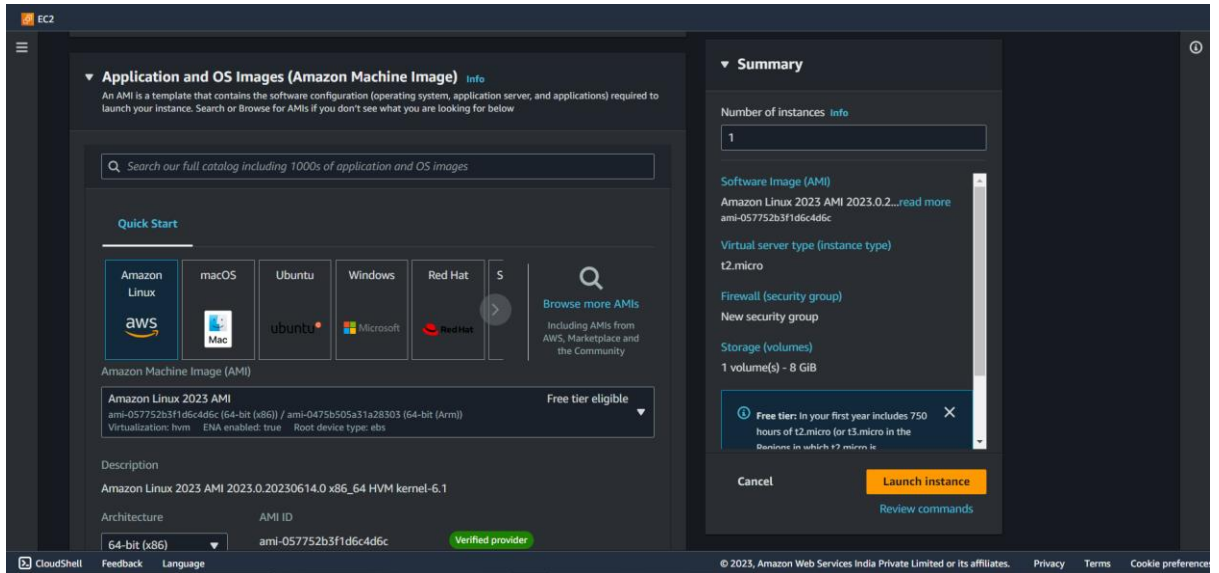 EC2
Application and OS Images (Amazon Machine Image) Info
An AMI is a template that contains the software configuration (operating system, application server, and applications) required to
launch your instance. Search or Browse for AMIs if you don't see what you are looking for below
Search our full catalog including 1000s of application and OS images
Quick Start
Amazon
Linux
aws
macOS
Mac
Ubuntu
ubuntu
Windows
Microsoft
Red Hat
Red Hat
S
Browse more AMIs
Including AMIs from
AWS, Marketplace and
the Community
Amazon Machine Image (AMI)
Amazon Linux 2023 AMI
Free tier eligible
ami-057752b3f1d6c4d6c (64-bit (x86)) / ami-0475b505a31a28303 (64-bit (Arm))
Virtualization: hvm ENA enabled: true Root device type: ebs
Description
Amazon Linux 2023 AMI 2023.0.20230614.0 x86_64 HVM kernel-6.1
Architecture
AMI ID
64-bit (x86)
ami-057752b3f1d6c4d6c
Verified provider
Summary
Number of instances Info
1
Software Image (AMI)
Amazon Linux 2023 AMI 2023.0.2...read more
ami-057752b3f1d6c4d6c
Virtual server type (instance type)
t2.micro
Firewall (security group)
New security group
Storage (volumes)
1 volume(s) - 8 GiB
Free tier: In your first year includes 750
hours of t2.micro (or t3.micro in the
Regions in which t2.micro is
Cancel
Launch instance
Review commands
CloudShell Feedback Language
© 2023, Amazon Web Services India Private Limited or its affiliates. Privacy Terms Cookie preferences